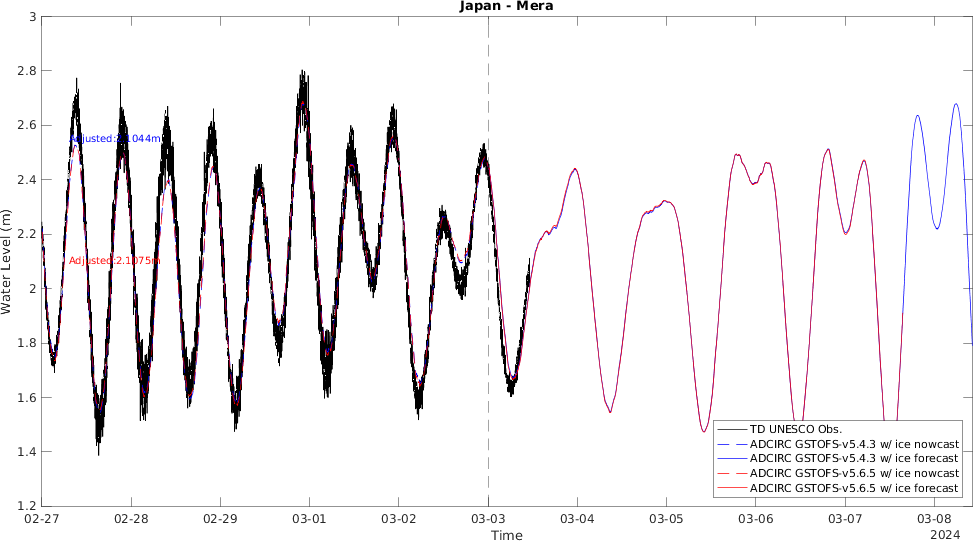 Japan - Mera
Water Level (m)
3
2.8
2.6
2.4
2.2
2
1.8
1.6
1.4
1.2
Adjusted:2.1044m
Adjusted:2.1075m
TD UNESCO Obs.
ADCIRC GSTOFS-v5.4.3 w/ ice nowcast
ADCIRC GSTOFS-v5.4.3 w/ ice forecast
ADCIRC GSTOFS-v5.6.5 w/ ice nowcast
ADCIRC GSTOFS-v5.6.5 w/ ice forecast
02-27 02-28 02-29 03-01 03-02 03-03 03-04 03-05 03-06 03-07 03-08
Time
2024